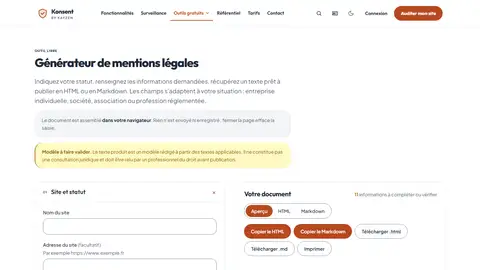 Konsent
BY KAYZEN
Fonctionnalités
Surveillance
Outils gratuits
Référentiel
Tarifs
Contact
Connexion
Auditer mon site
OUTIL LIBRE
Générateur de mentions légales
Indiquez votre statut, renseignez les informations demandées, récupérez un texte prêt à
publier en HTML ou en Markdown. Les champs s'adaptent à votre situation : entreprise
individuelle, société, association ou profession réglementée.
Le document est assemblé dans votre navigateur. Rien n'est envoyé ni enregistré : fermer la page efface la
saisie.
Modèle à faire valider. Le texte produit est un modèle rédigé à partir des textes applicables. Il ne constitue pas
une consultation juridique et doit être relu par un professionnel du droit avant publication.
01 Site et statut
Nom du site
Adresse du site (facultatif)
Par exemple https://www.exemple.fr
Votre document
11 informations à compléter ou vérifier
Aperçu
HTML
Markdown
Copier le HTML
Copier le Markdown
Télécharger .html
Télécharger .md
Imprimer